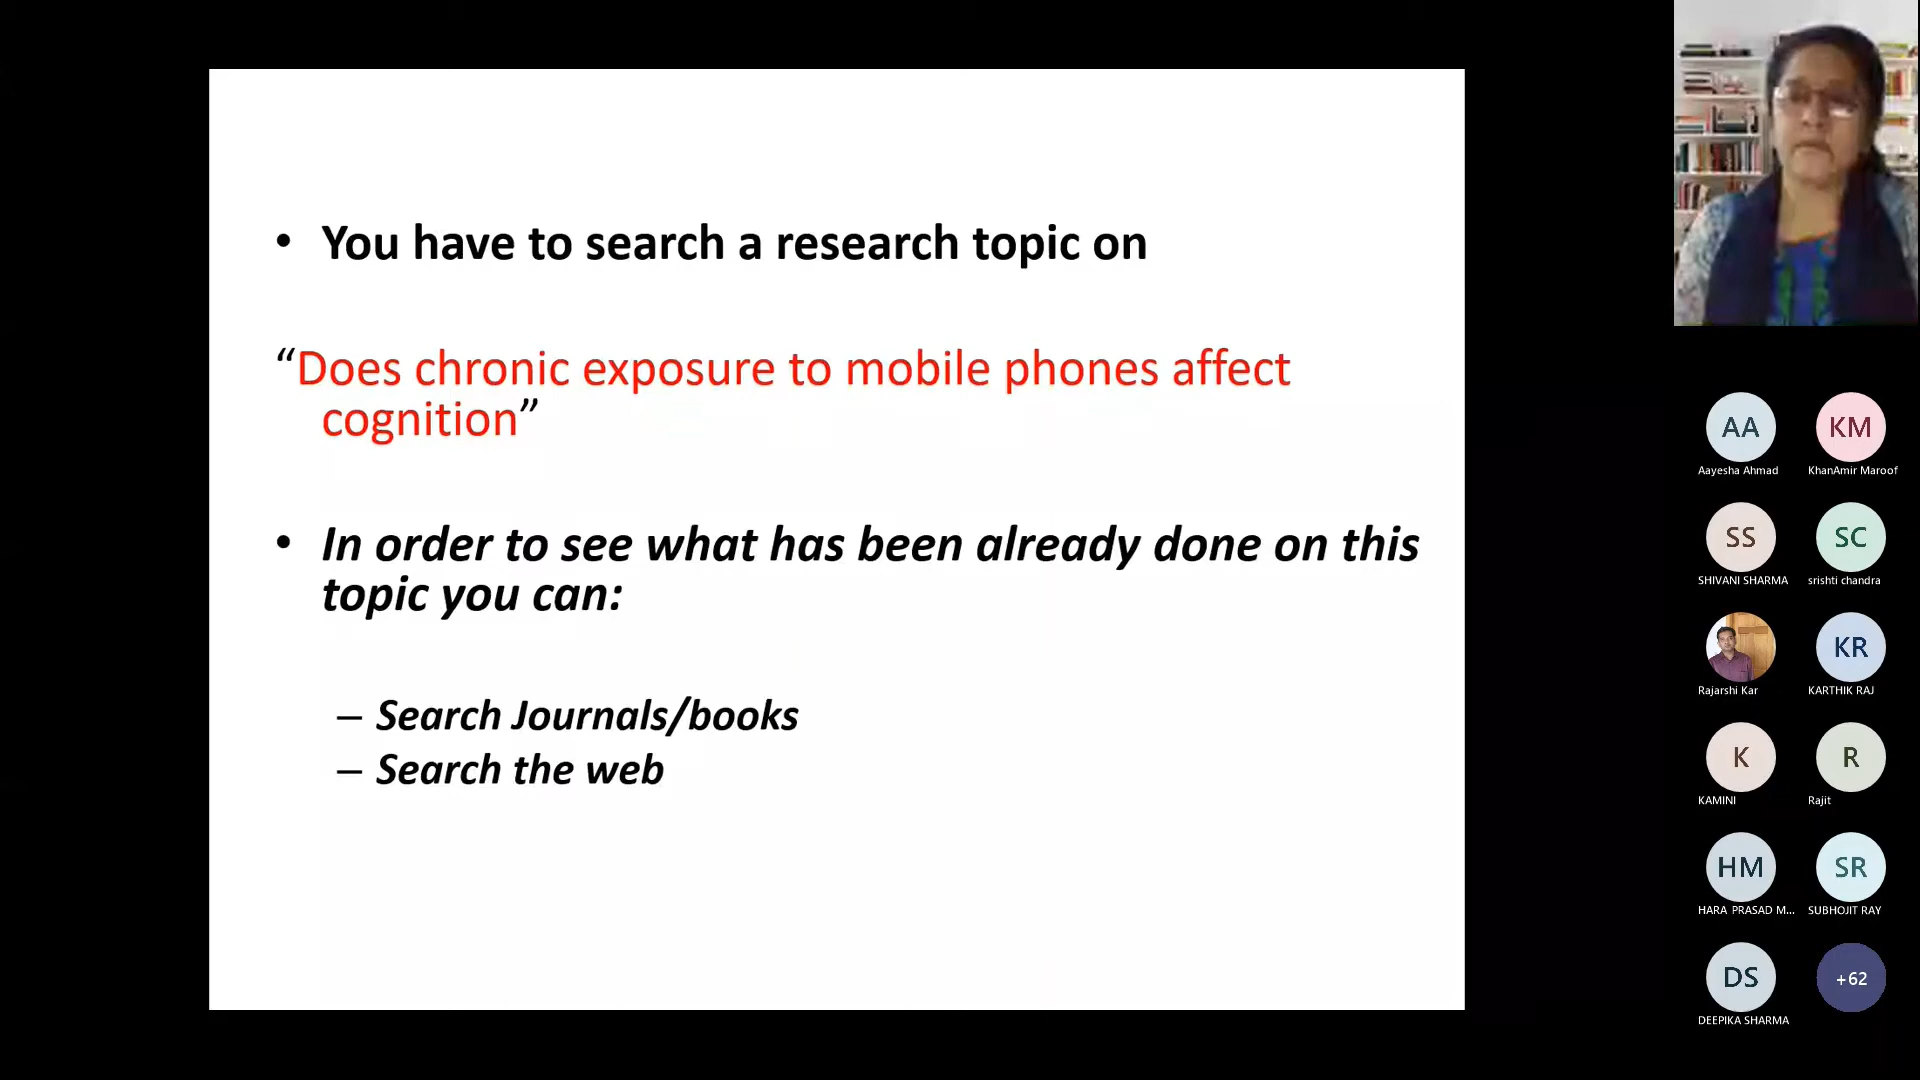 • You have to search a research topic on
“Does chronic exposure to mobile phones affect
cognition”
• In order to see what has been already done on this
topic you can:
– Search Journals/books
– Search the web
AA
Aayesha Ahmad
KM
KhanAmir Maroof
SS
SHIVANI SHARMA
SC
srishti chandra
Rajarshi Kar
KR
KARTHIK RAJ
K
KAMINI
R
Rajit
HM
HARA PRASAD M...
SR
SUBHOJIT RAY
DS
DEEPIKA SHARMA
+62